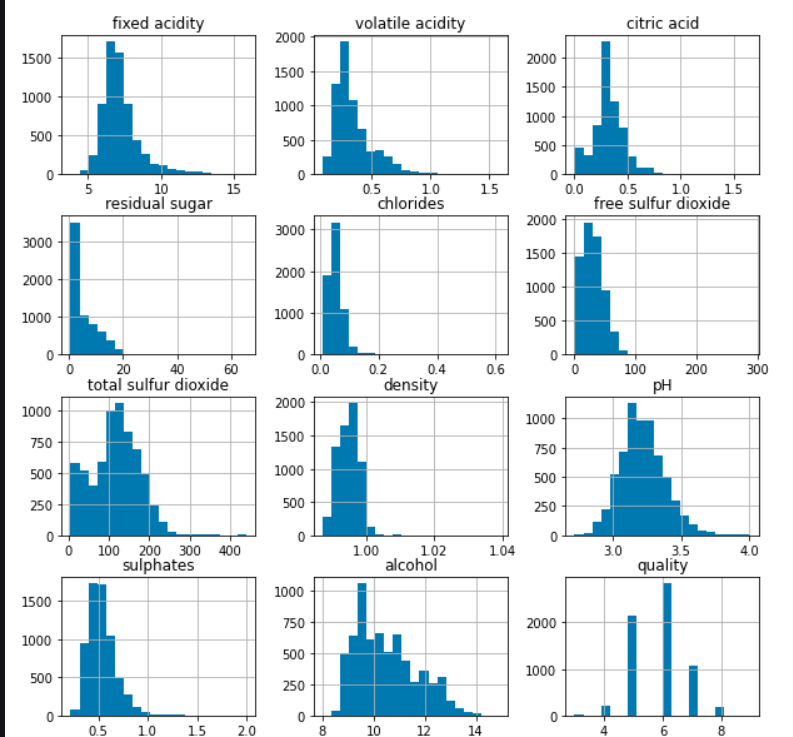 fixed acidity volatile acidity citric acid
1500 1000 500 0
5 10 15
2000 1500 1000 500 0
0.5 1.0 1.5
2000 1500 1000 500 0
0.0 0.5 1.0 1.5
residual sugar chlorides free sulfur dioxide
3000 2000 1000 0
0 20 40 60
3000 2000 1000 0
0.0 0.2 0.4 0.6
2000 1500 1000 500 0
0 100 200 300
total sulfur dioxide density pH
1000 750 500 250 0
0 100 200 300 400
2000 1500 1000 500 0
1.00 1.02 1.04
1000 750 500 250 0
3.0 3.5 4.0
sulphates alcohol quality
1500 1000 500 0
0.5 1.0 1.5 2.0
1000 750 500 250 0
8 10 12 14
2000 1000 0
4 6 8